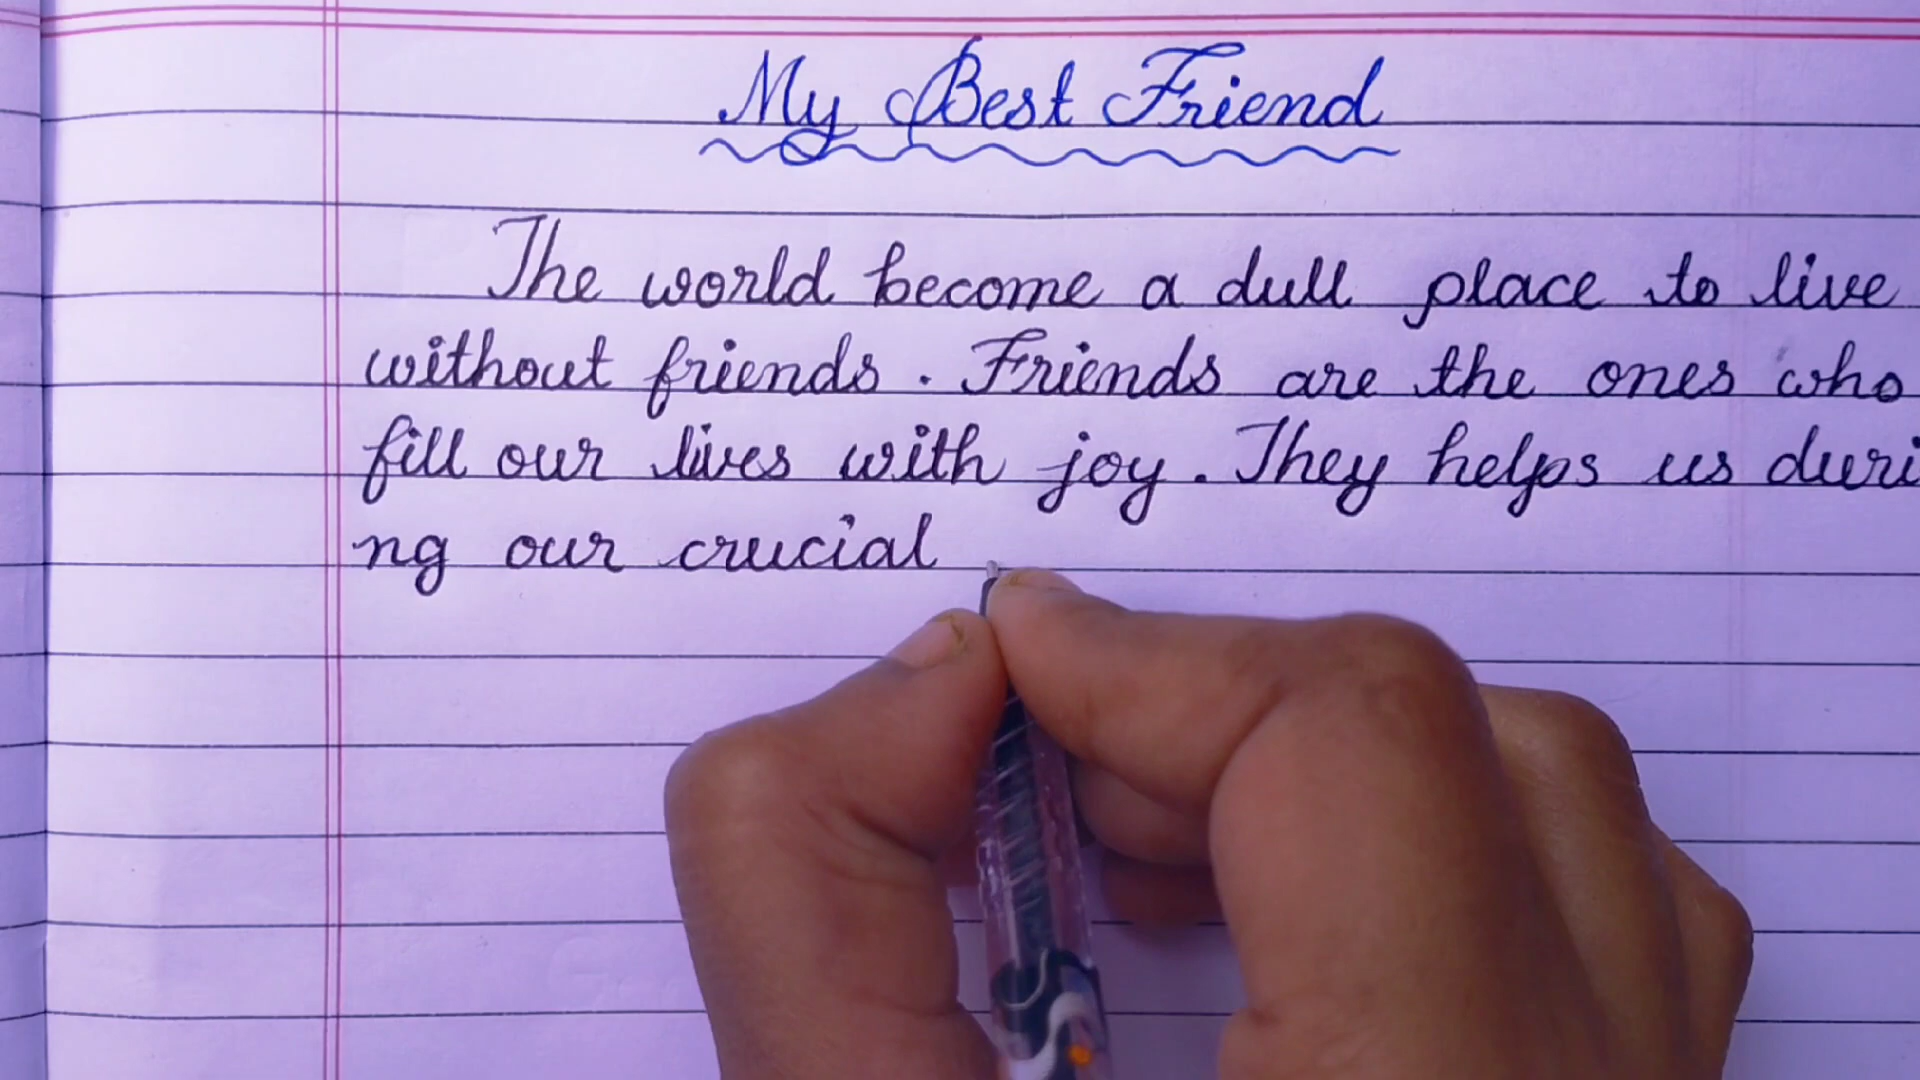 My Best Friend
The world become a dull place to live
without friends. Friends are the ones who
fill our lives with joy. They helps us duri
ng our crucial